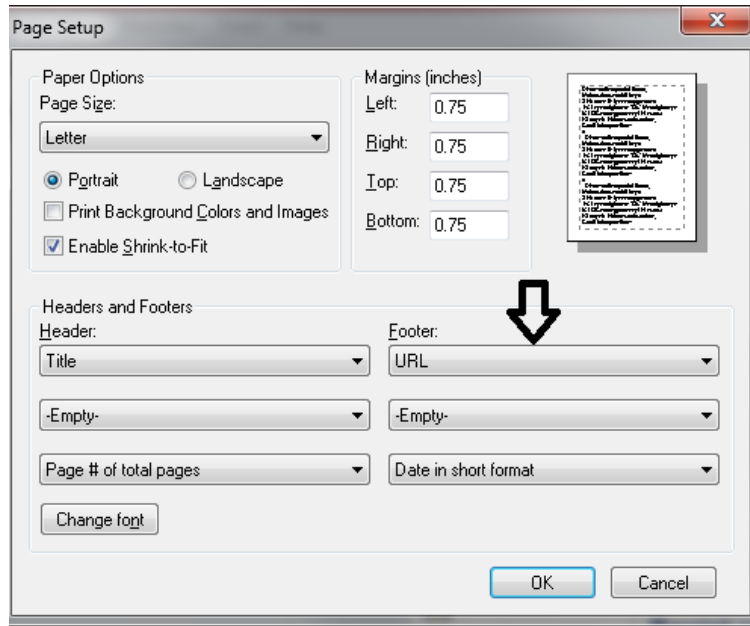 Page Setup
Paper Options
Page Size:
Letter
Portrait
Landscape
Print Background Colors and Images
Enable Shrink-to-Fit
Margins (inches)
Left: 0.75
Right: 0.75
Top: 0.75
Bottom: 0.75
Headers and Footers
Header:
Footer:
Title
URL
-Empty-
-Empty-
Page # of total pages
Date in short format
Change font
OK
Cancel